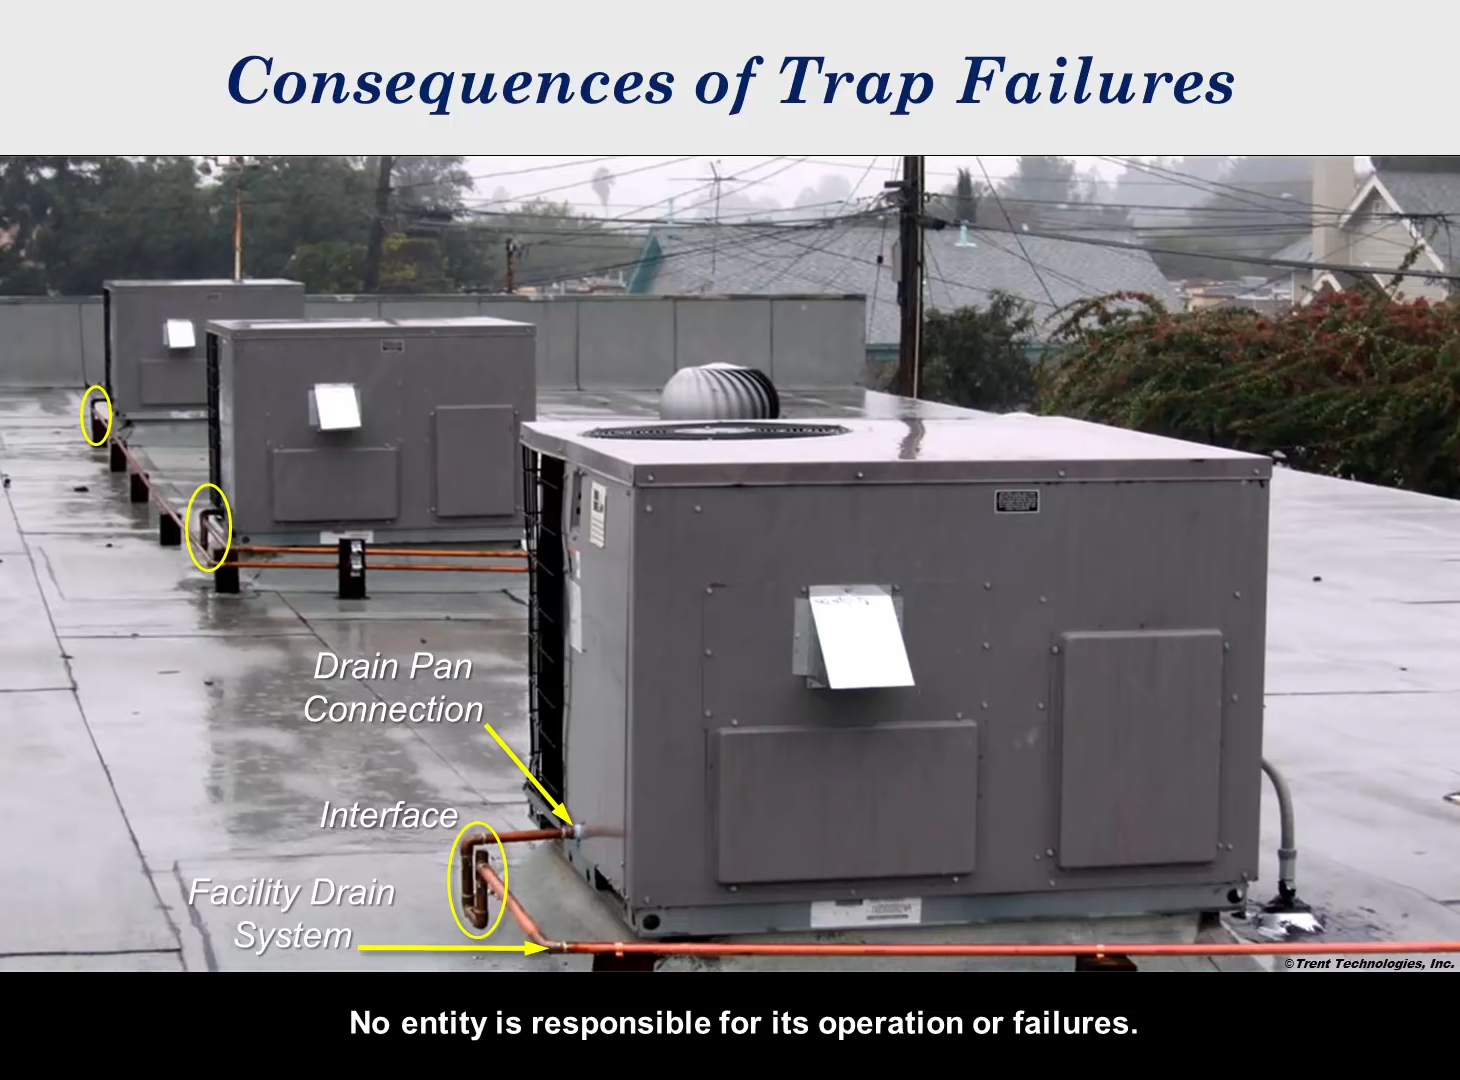 Consequences of Trap Failures
Drain Pan
Connection
Interface
Facility Drain
System
©Trent Technologies, Inc.
No entity is responsible for its operation or failures.